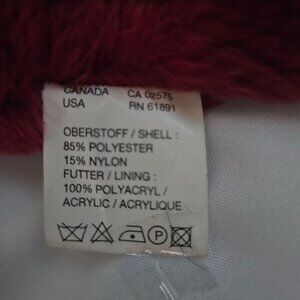 CANADA CA 02575
USA RN 61891
OBERSTOFF / SHELL :
85% POLYESTER
15% NYLON
FUTTER / LINING :
100% POLYACRYL /
ACRYLIC / ACRYLIQUE
P